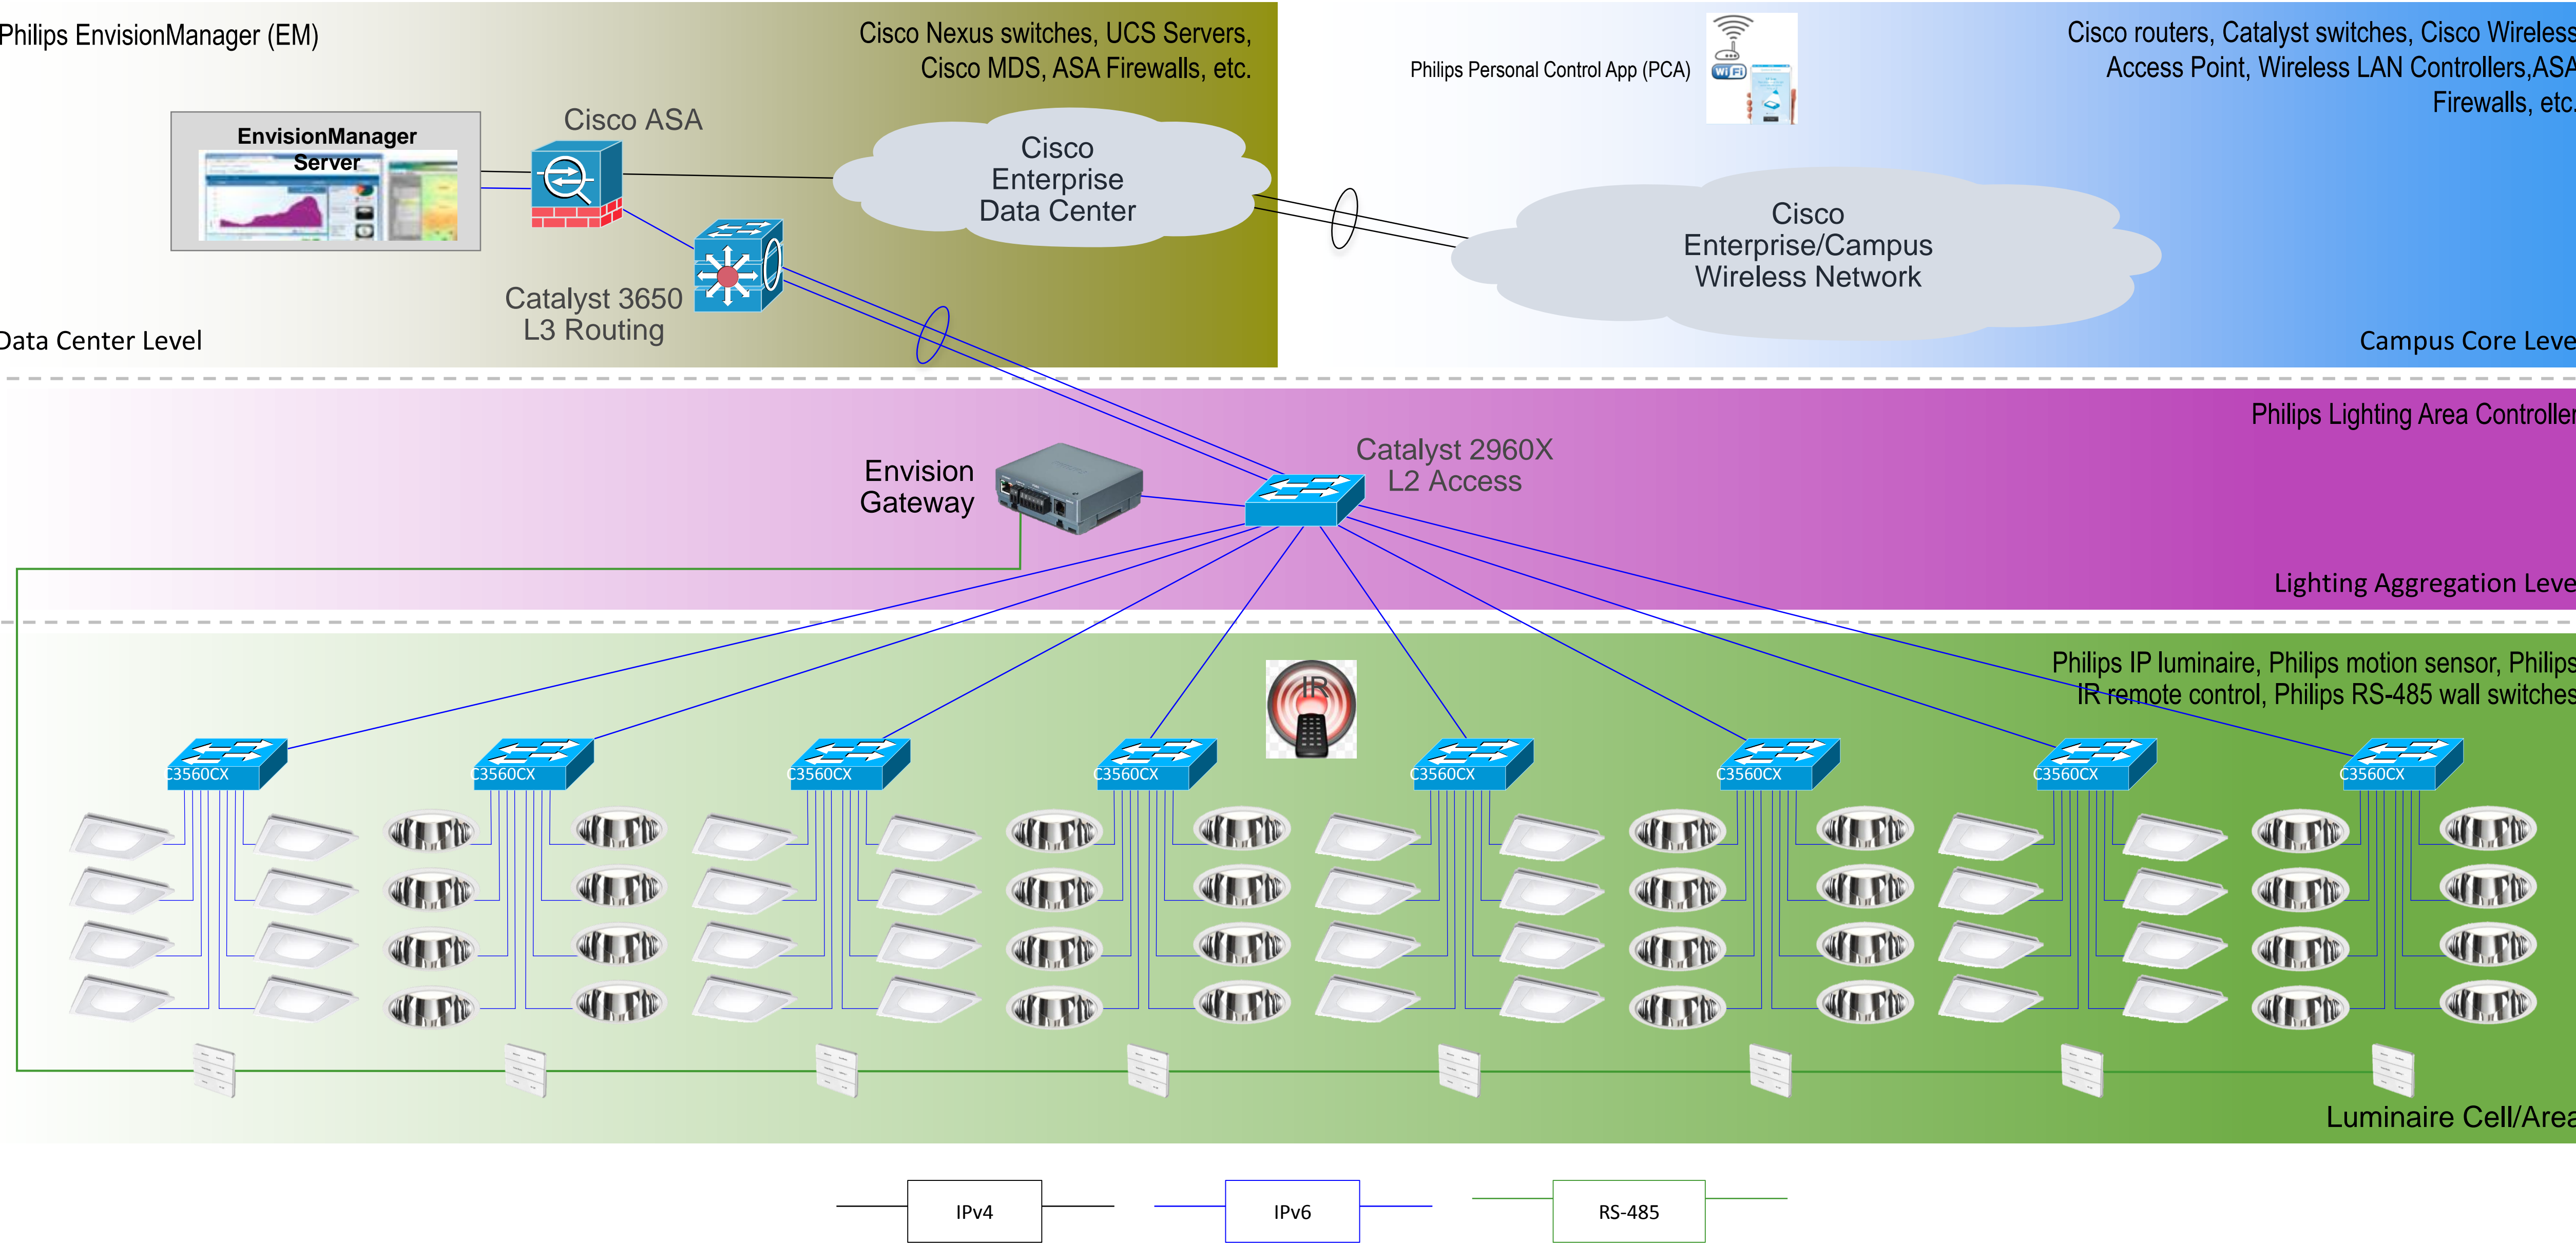 Philips EnvisionManager (EM)
Cisco Nexus switches, UCS Servers,
Cisco MDS, ASA Firewalls, etc.
EnvisionManager
Server
Cisco ASA
Cisco
Enterprise
Data Center
Catalyst 3650
L3 Routing
Data Center Level
Philips Personal Control App (PCA)
WiFi
Cisco routers, Catalyst switches, Cisco Wireless
Access Point, Wireless LAN Controllers,ASA
Firewalls, etc.
Cisco
Enterprise/Campus
Wireless Network
Campus Core Leve
Philips Lighting Area Controller
Envision
Gateway
Catalyst 2960X
L2 Access
Lighting Aggregation Leve
IR
Philips IP luminaire, Philips motion sensor, Philips
IR remote control, Philips RS-485 wall switches
C3560CX
C3560CX
C3560CX
C3560CX
C3560CX
C3560CX
C3560CX
C3560CX
Luminaire Cell/Area
IPv4
IPv6
RS-485